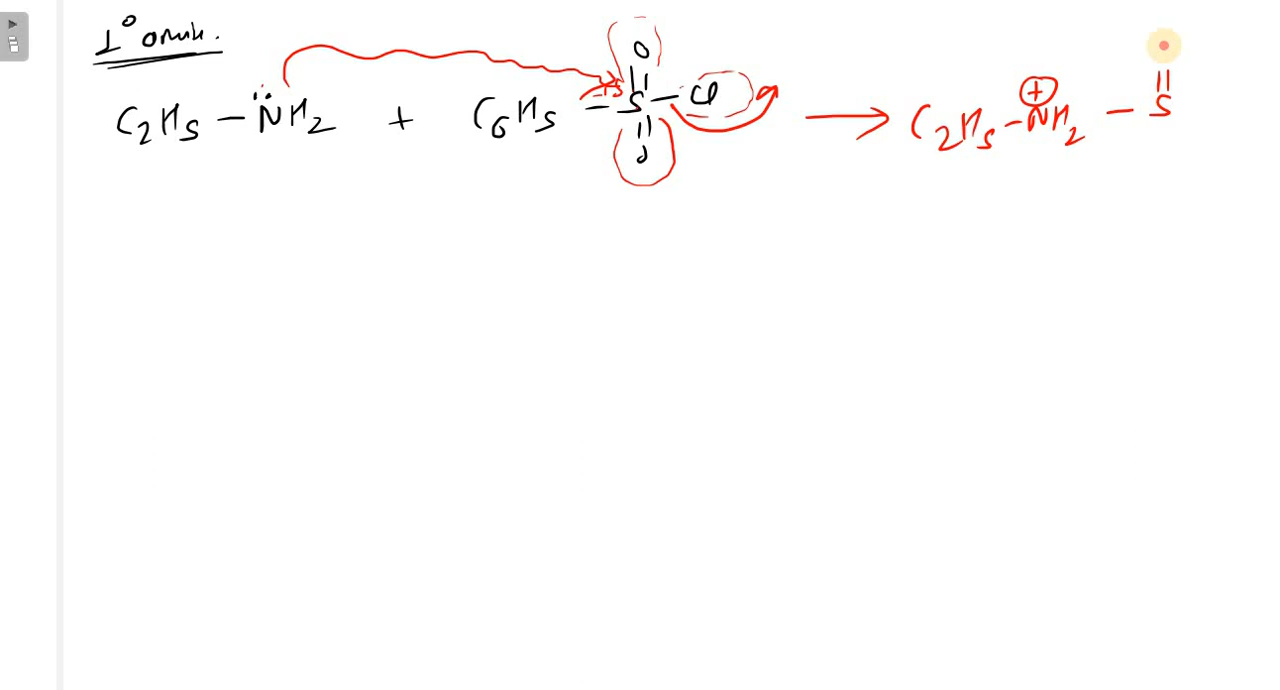 1° amine.
C2H5 – N̈H2 + C6H5 – S(=O)(=O) – Cl → C2H5 – N⊕H2 – S=